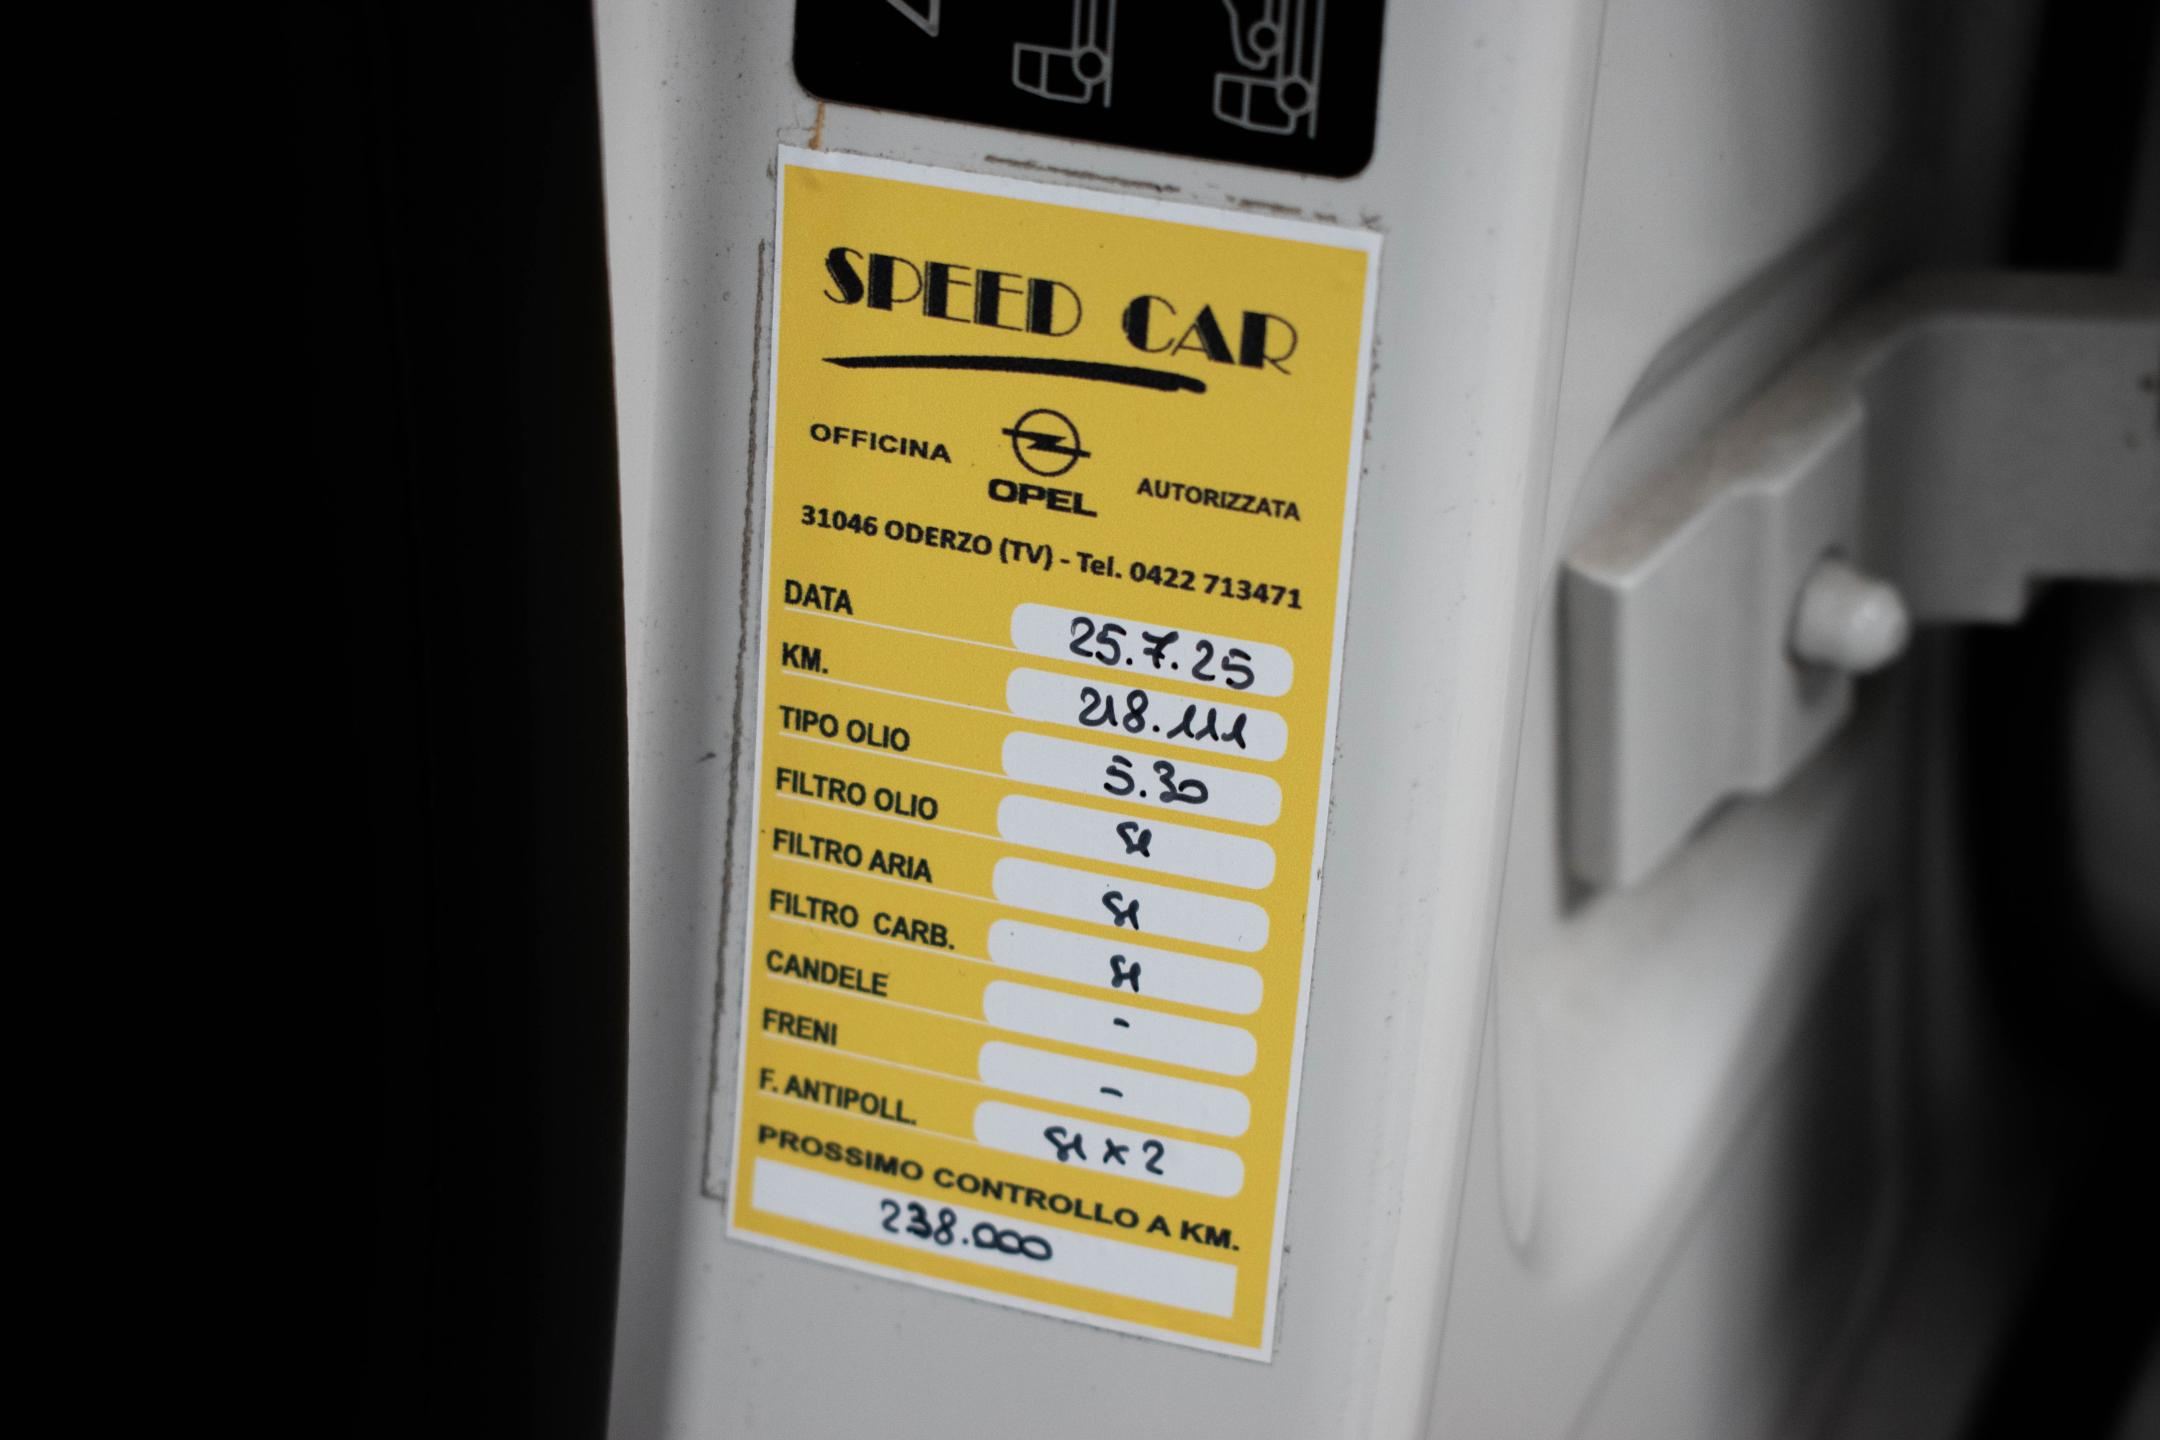 SPEED CAR
OFFICINA OPEL AUTORIZZATA
31046 ODERZO (TV) - Tel. 0422 713471
DATA 25.7.25
KM. 218.111
TIPO OLIO 5.30
FILTRO OLIO SI
FILTRO ARIA SI
FILTRO CARB. SI
CANDELE -
FRENI -
F. ANTIPOLL. SI x 2
PROSSIMO CONTROLLO A KM.
238.000